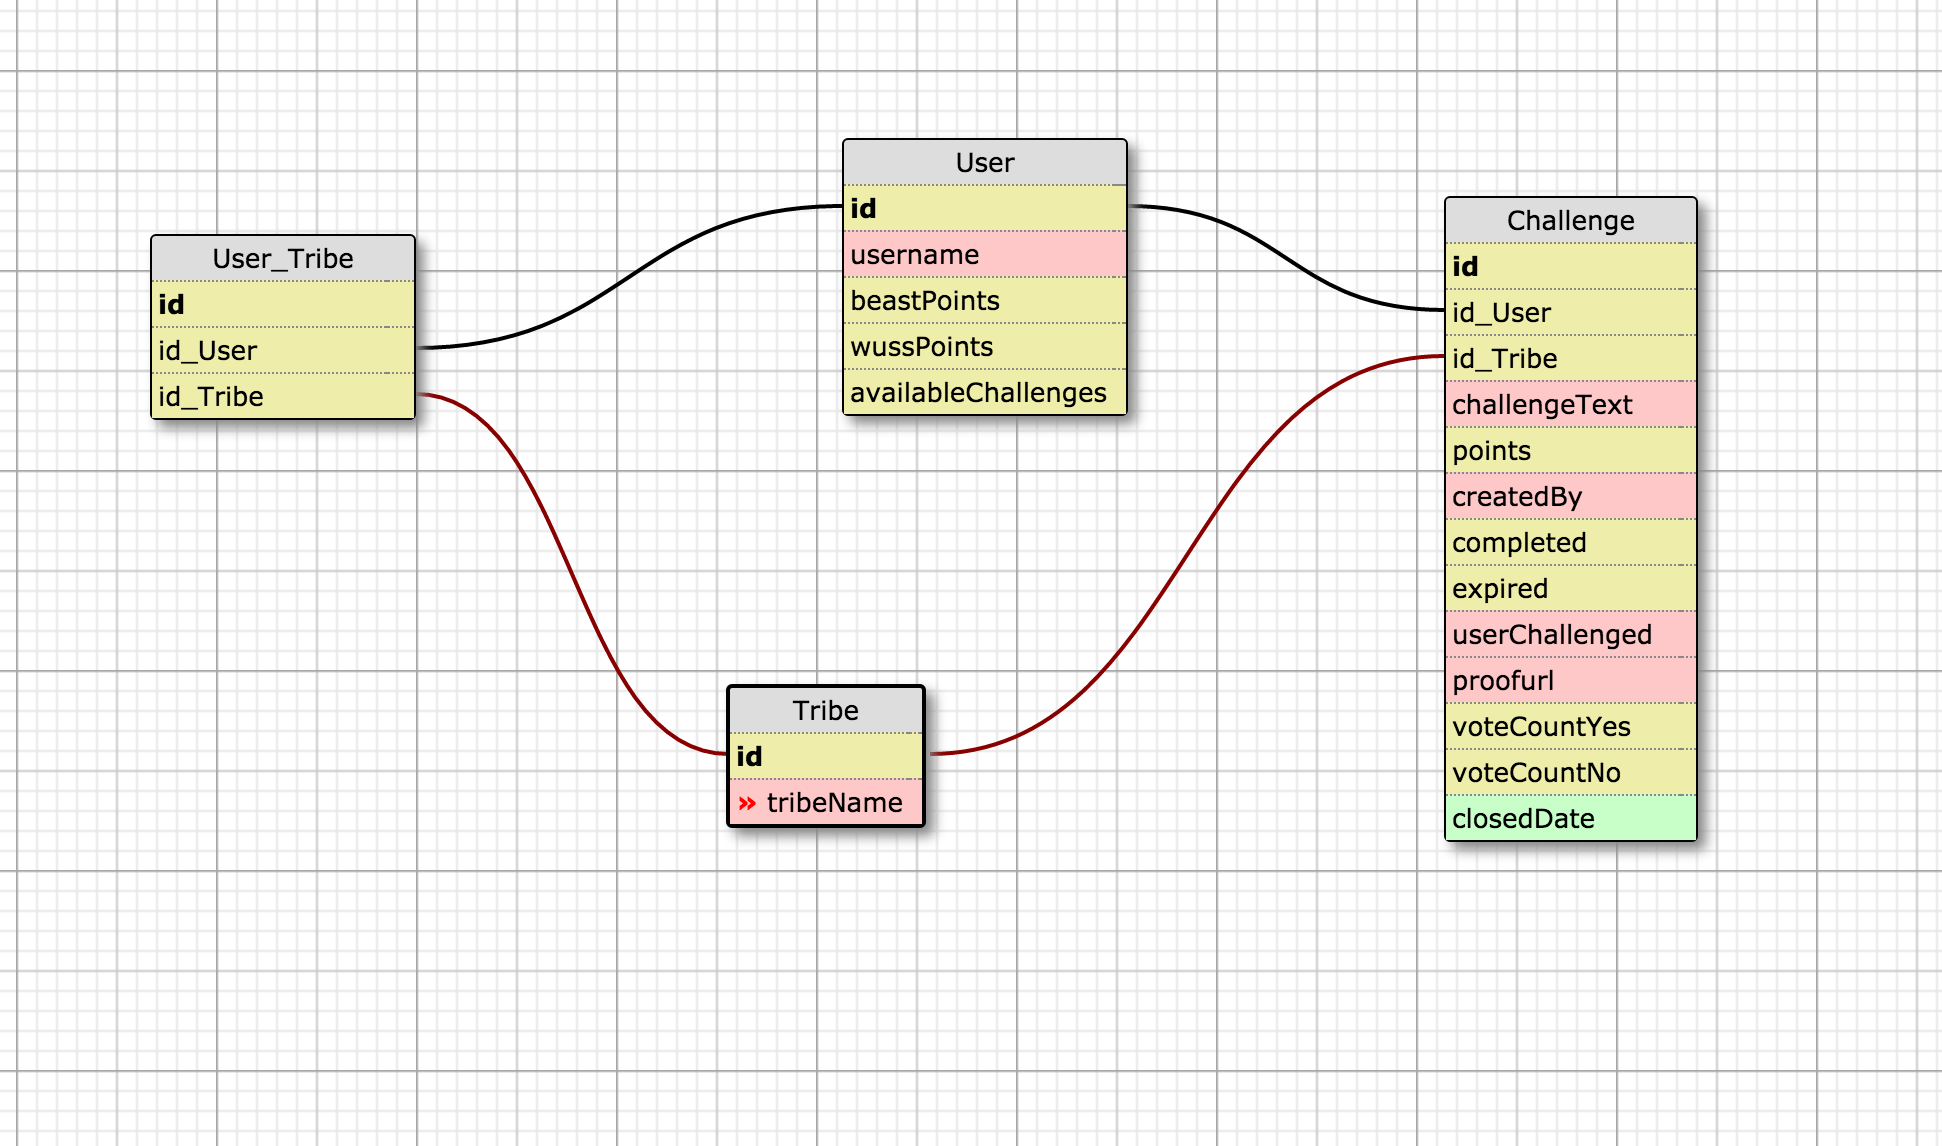 User_Tribe
id
id_User
id_Tribe
User
id
username
beastPoints
wussPoints
availableChallenges
Tribe
id
» tribeName
Challenge
id
id_User
id_Tribe
challengeText
points
createdBy
completed
expired
userChallenged
proofurl
voteCountYes
voteCountNo
closedDate